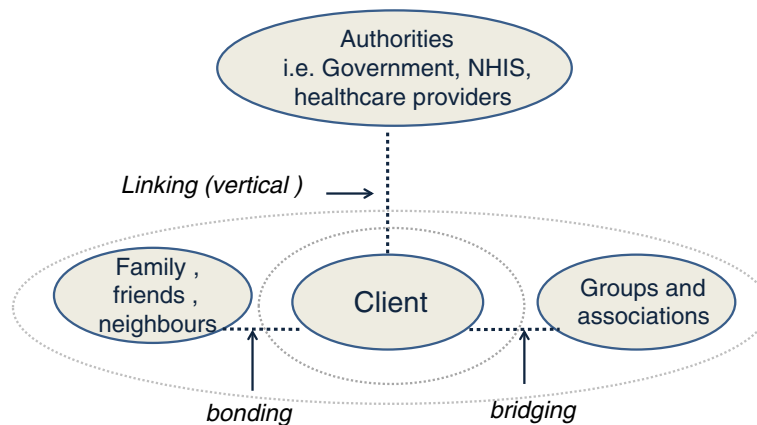 Authorities
i.e. Government, NHIS,
healthcare providers
Linking (vertical )
Family ,
friends ,
neighbours
Client
Groups and
associations
bonding
bridging